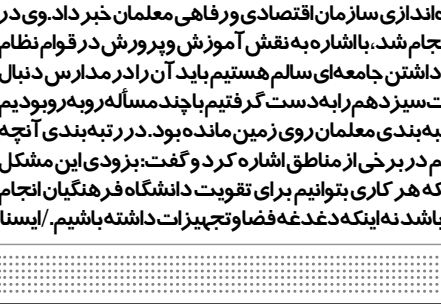 ه‌اندازی سازمان اقتصادی و رفاهی معلمان خبر داد. وی در
جام شد، با اشاره به نقش آموزش و پرورش در قوام نظام
داشتن جامعه‌ای سالم هستیم باید آن را در مدارس دنبال
ت سیزدهم را به دست گرفتیم با چند مسأله روبه‌رو بودیم
به‌بندی معلمان روی زمین مانده بود. در رتبه‌بندی آنچه
م در برخی از مناطق اشاره کرد و گفت: بزودی این مشکل
که هر کاری بتوانیم برای تقویت دانشگاه فرهنگیان انجام
باشد نه اینکه دغدغه فضا و تجهیزات داشته باشیم. /ایسنا